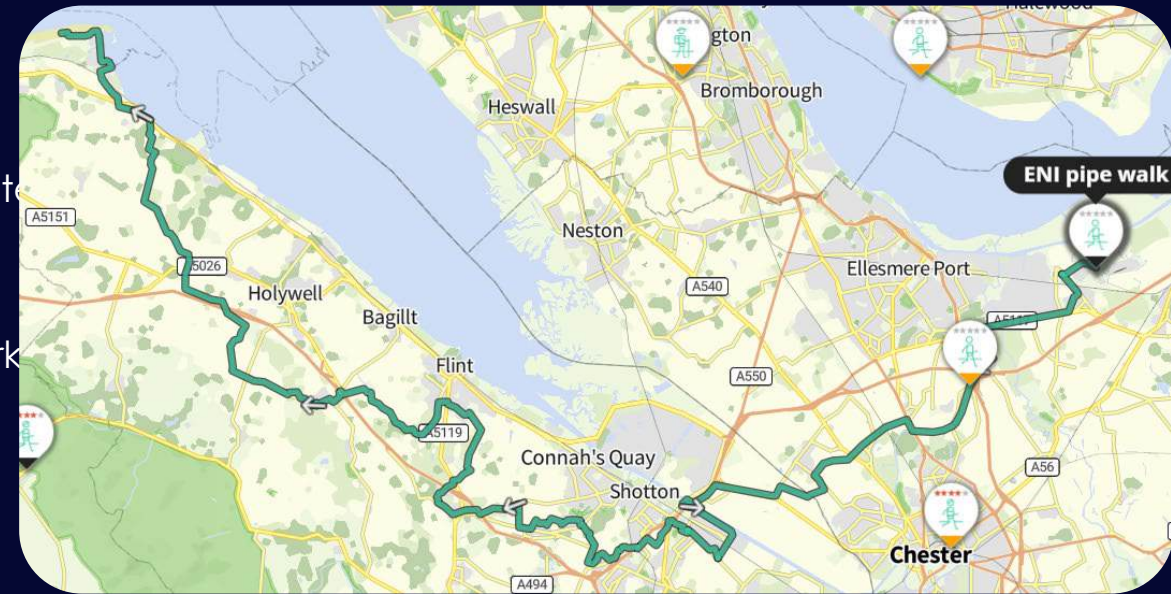 gton
Bromborough
Heswall
ENI pipe walk
A5151
Neston
A5026
Ellesmere Port
Holywell
A540
Bagillt
A5117
Flint
A550
A5119
Connah's Quay
A56
Shotton
Chester
A494